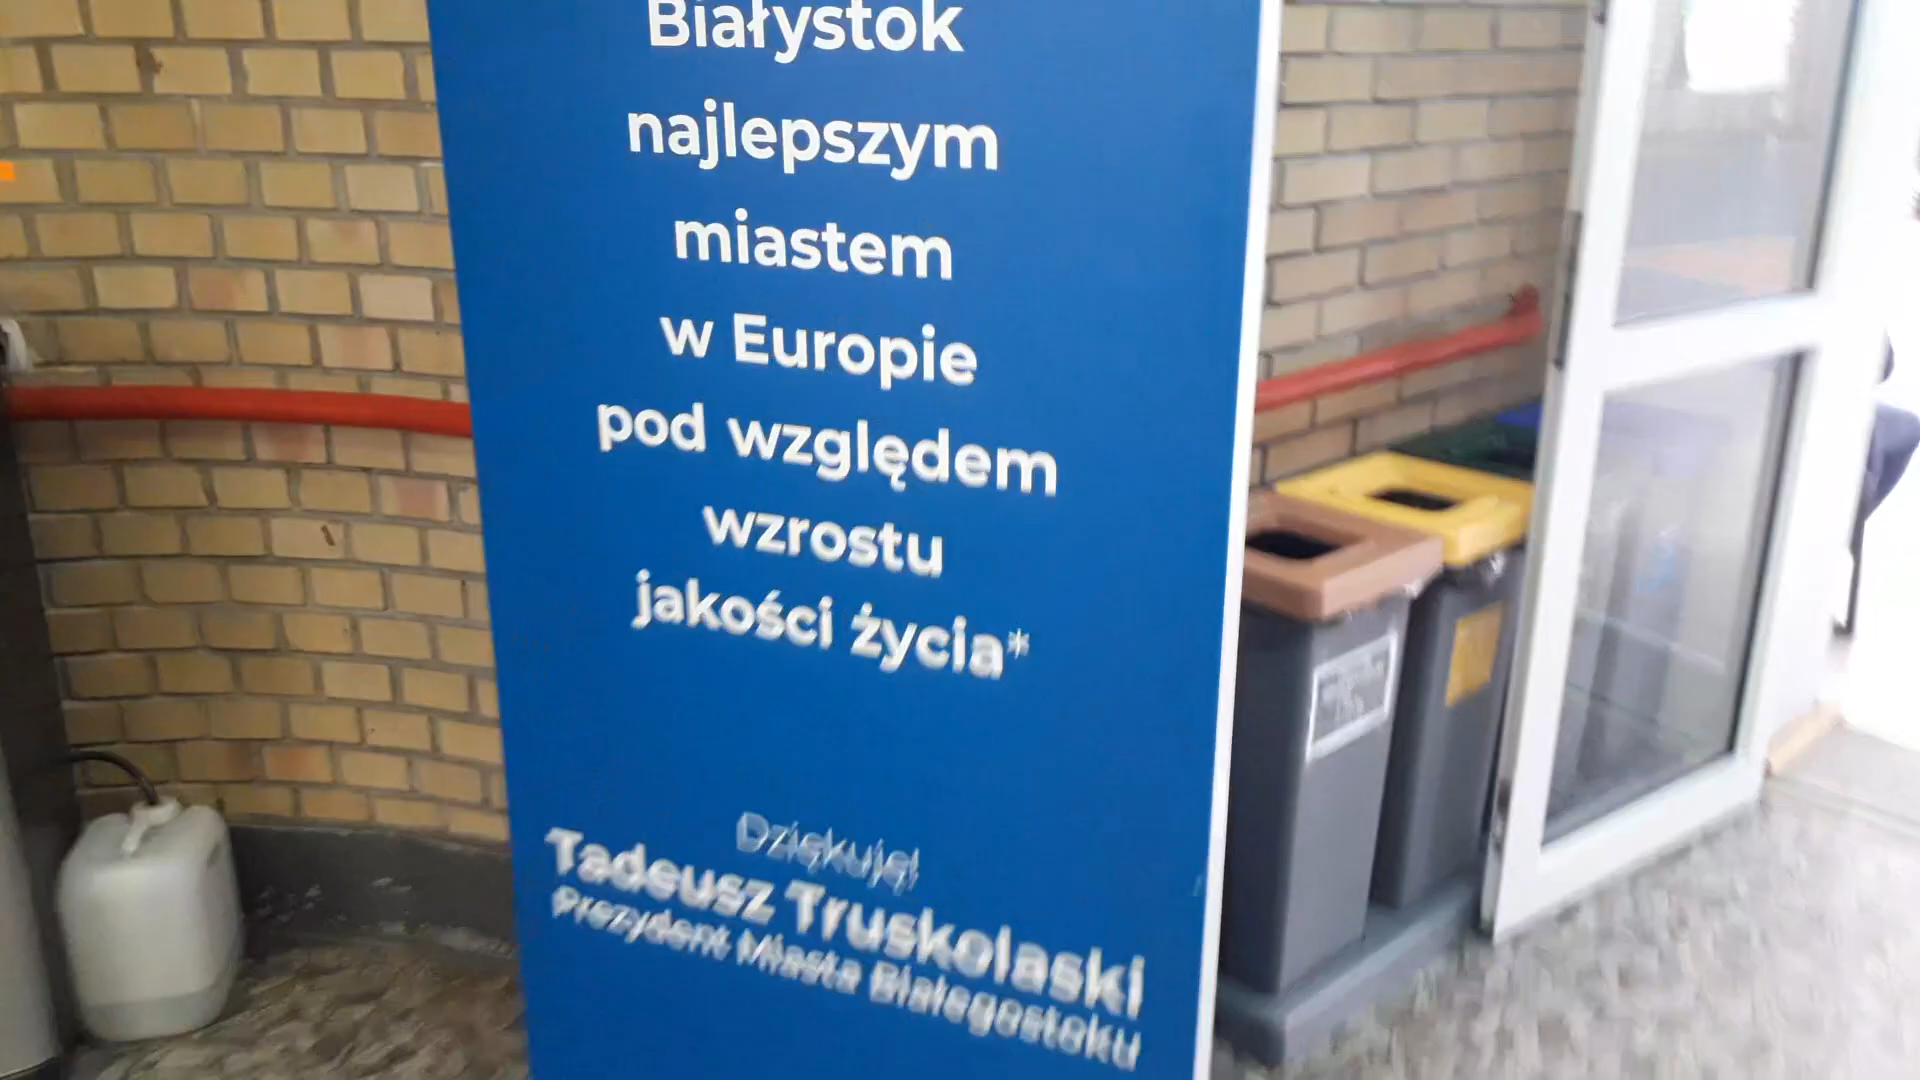 Białystok
najlepszym
miastem
w Europie
pod względem
wzrostu
jakości życia*
Dziękuję!
Tadeusz Truskolaski
Prezydent Miasta Białegostoku